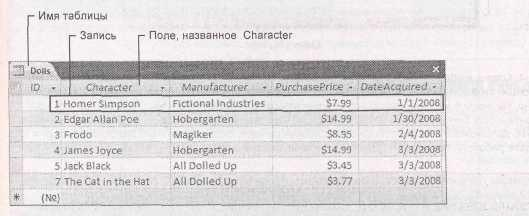 Имя таблицы
Запись
Поле, названное Character
Dolls
ID Character Manufacturer PurchasePrice DateAcquired
1 Homer Simpson Fictional Industries $7.99 1/1/2008
2 Edgar Allan Poe Hobergarten $14.99 1/30/2008
3 Frodo Magiker $8.95 2/4/2008
4 James Joyce Hobergarten $14.99 3/3/2008
5 Jack Black All Dolled Up $3.45 3/3/2008
7 The Cat in the Hat All Dolled Up $3.77 3/3/2008
* (№)